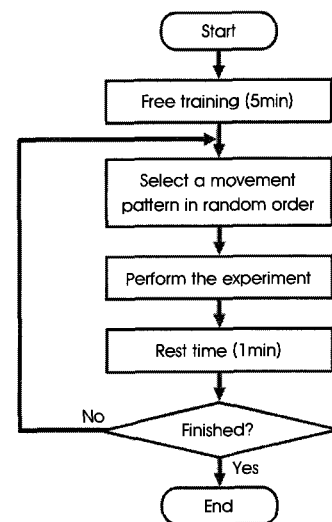 Start
Free training (5min)
Select a movement
pattern in random order
Perform the experiment
Rest time (1min)
Finished?
No
Yes
End